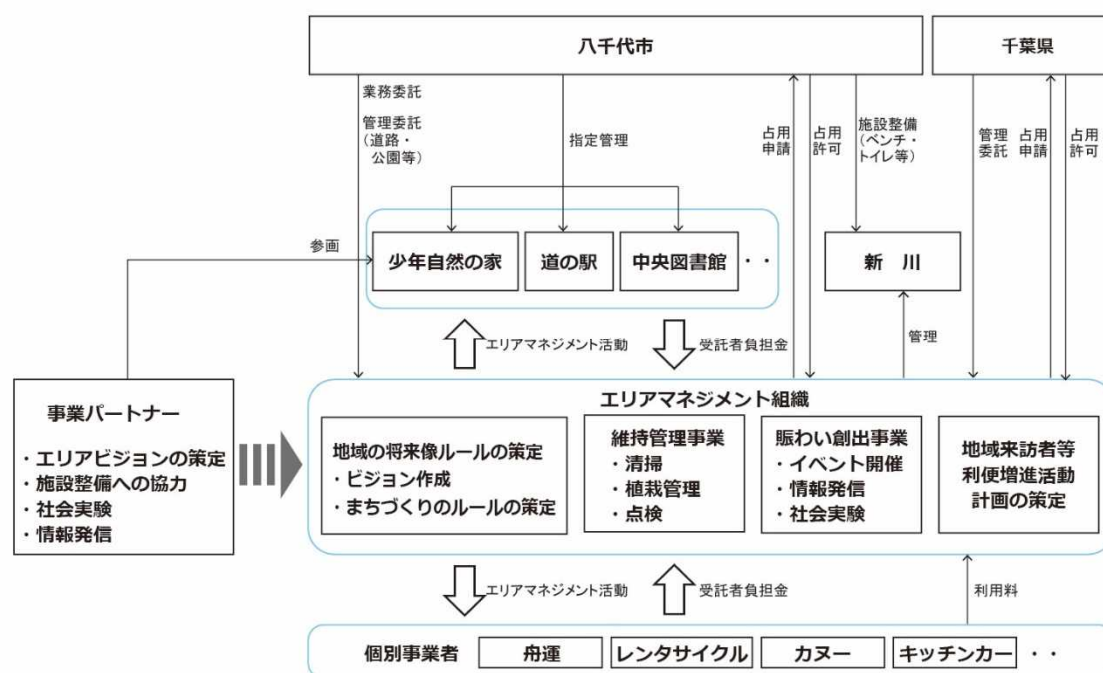 八千代市
千葉県
業務委託
管理委託
（道路・
公園等）
指定管理
占用
申請
占用
許可
施設整備
（ベンチ・
トイレ等）
管理
委託
占用
申請
占用
許可
参画
少年自然の家
道の駅
中央図書館
・・
新　川
エリアマネジメント活動
受託者負担金
管理
事業パートナー
・エリアビジョンの策定
・施設整備への協力
・社会実験
・情報発信
エリアマネジメント組織
地域の将来像ルールの策定
・ビジョン作成
・まちづくりのルールの策定
維持管理事業
・清掃
・植栽管理
・点検
賑わい創出事業
・イベント開催
・情報発信
・社会実験
地域来訪者等
利便増進活動
計画の策定
エリアマネジメント活動
受託者負担金
利用料
個別事業者
舟運
レンタサイクル
カヌー
キッチンカー
・・